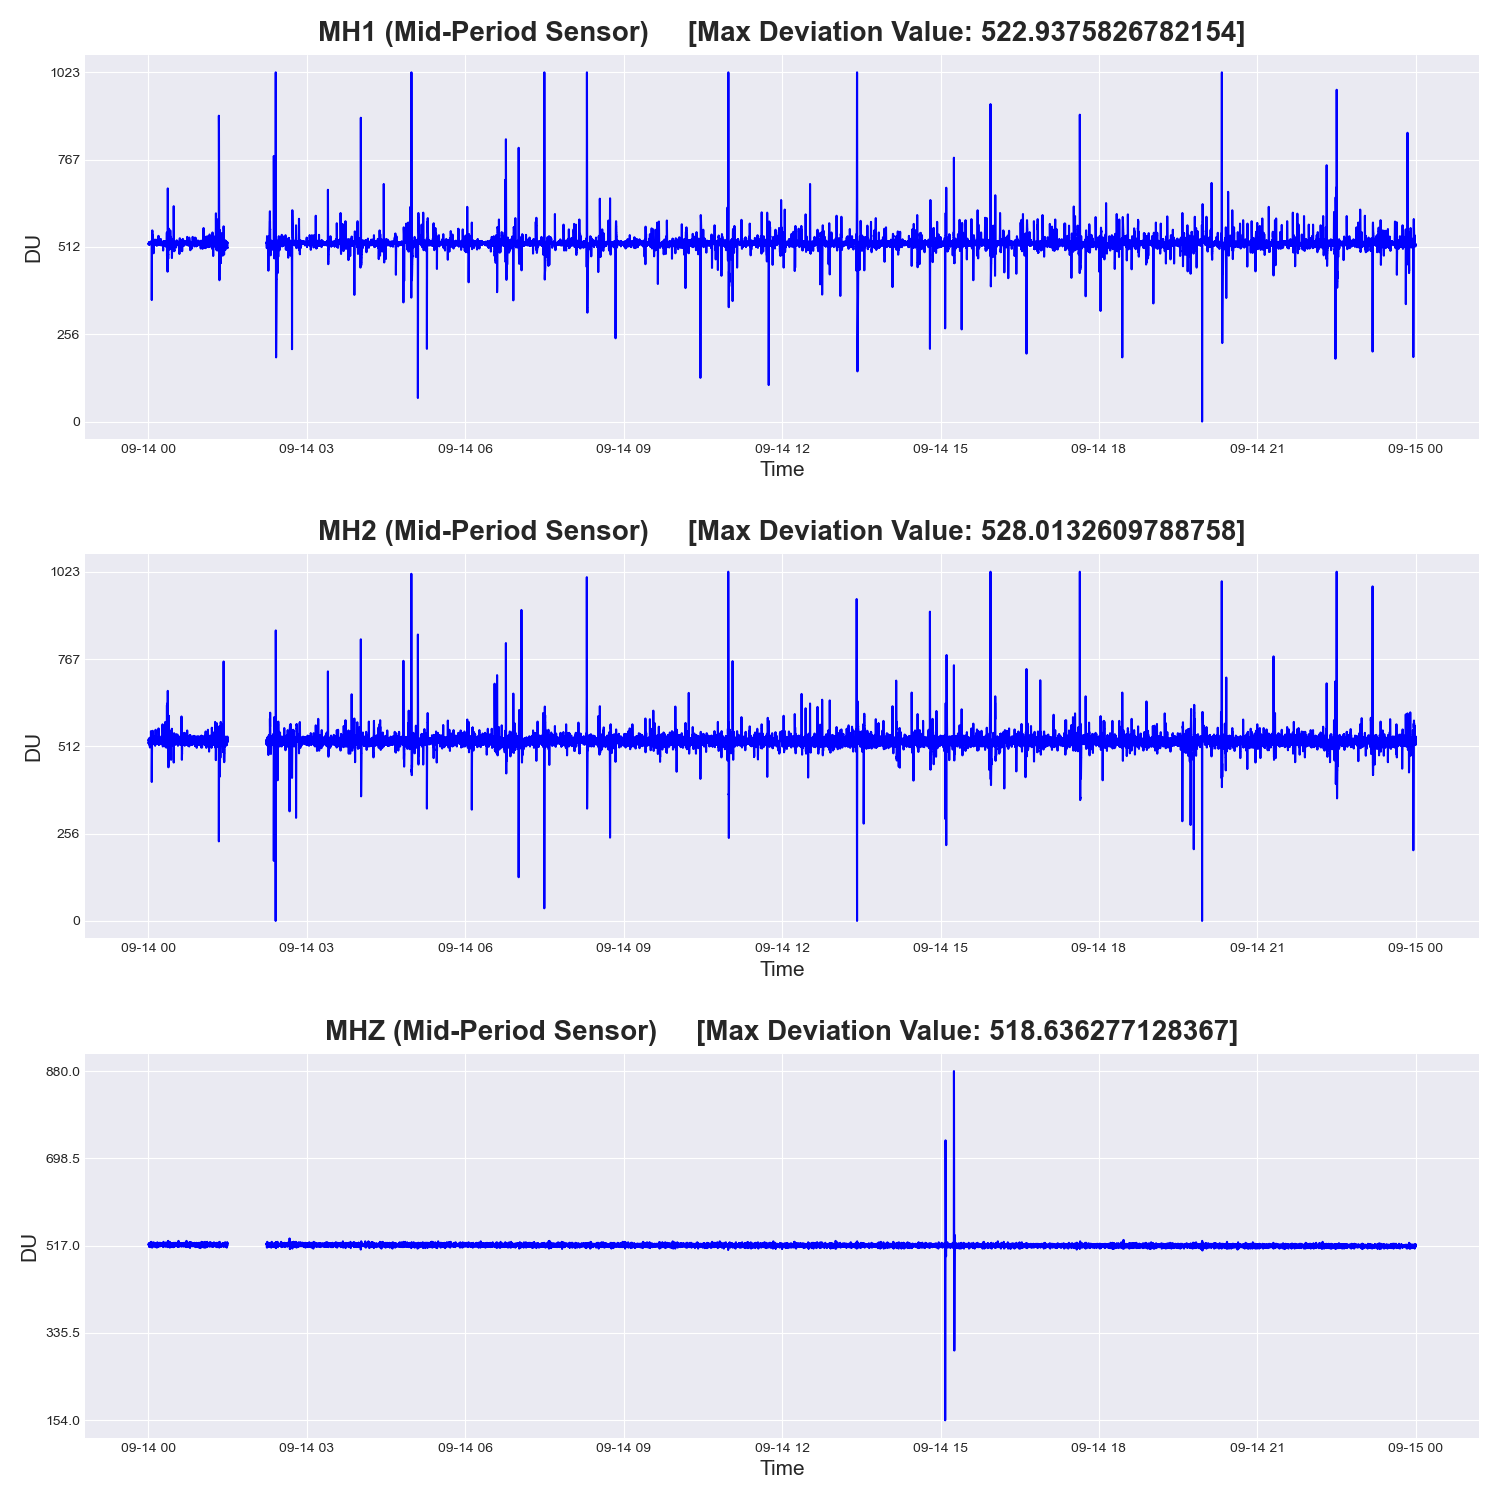 MH1 (Mid-Period Sensor) [Max Deviation Value: 522.9375826782154]
1023
767
512
256
0
DU
09-14 00 09-14 03 09-14 06 09-14 09 09-14 12 09-14 15 09-14 18 09-14 21 09-15 00
Time
MH2 (Mid-Period Sensor) [Max Deviation Value: 528.0132609788758]
1023
767
512
256
0
DU
09-14 00 09-14 03 09-14 06 09-14 09 09-14 12 09-14 15 09-14 18 09-14 21 09-15 00
Time
MHZ (Mid-Period Sensor) [Max Deviation Value: 518.636277128367]
880.0
698.5
517.0
335.5
154.0
DU
09-14 00 09-14 03 09-14 06 09-14 09 09-14 12 09-14 15 09-14 18 09-14 21 09-15 00
Time